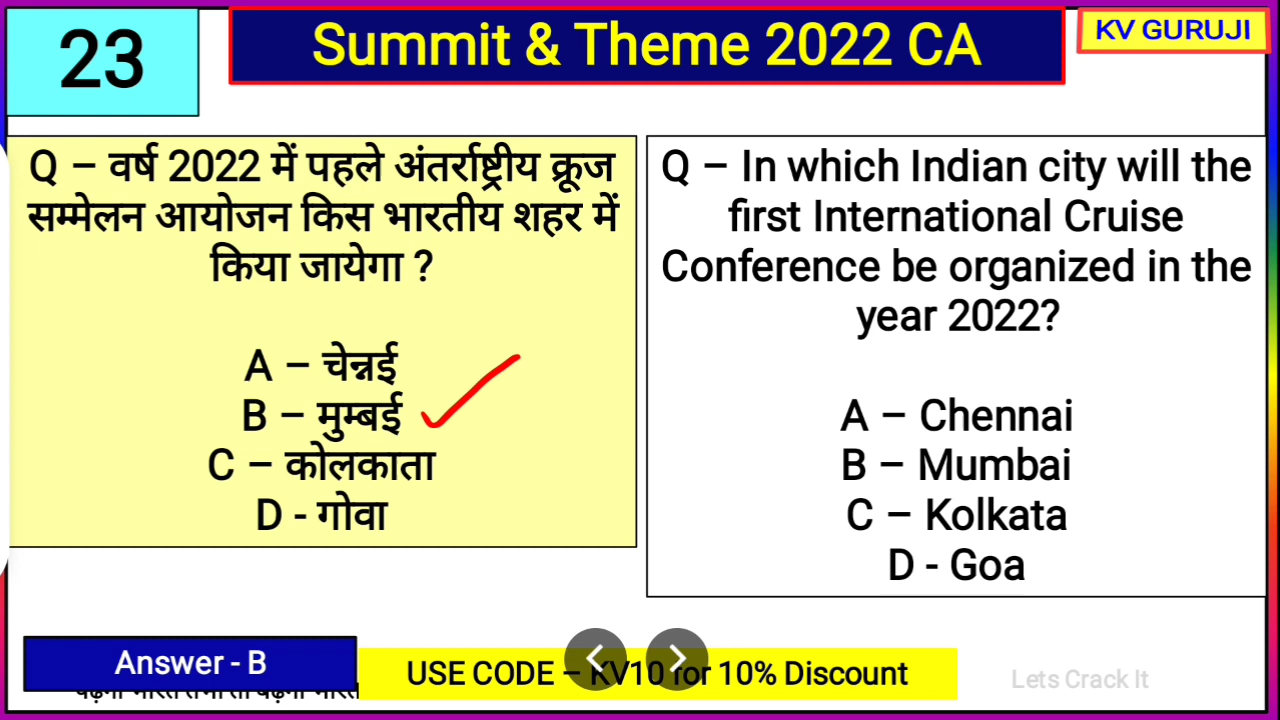 23
Summit & Theme 2022 CA
KV GURUJI
Q – वर्ष 2022 में पहले अंतर्राष्ट्रीय क्रूज
सम्मेलन आयोजन किस भारतीय शहर में
किया जायेगा ?
A – चेन्नई
B – मुम्बई
C – कोलकाता
D - गोवा
Q – In which Indian city will the
first International Cruise
Conference be organized in the
year 2022?
A – Chennai
B – Mumbai
C – Kolkata
D - Goa
Answer - B
USE CODE – KV10 for 10% Discount
Lets Crack It